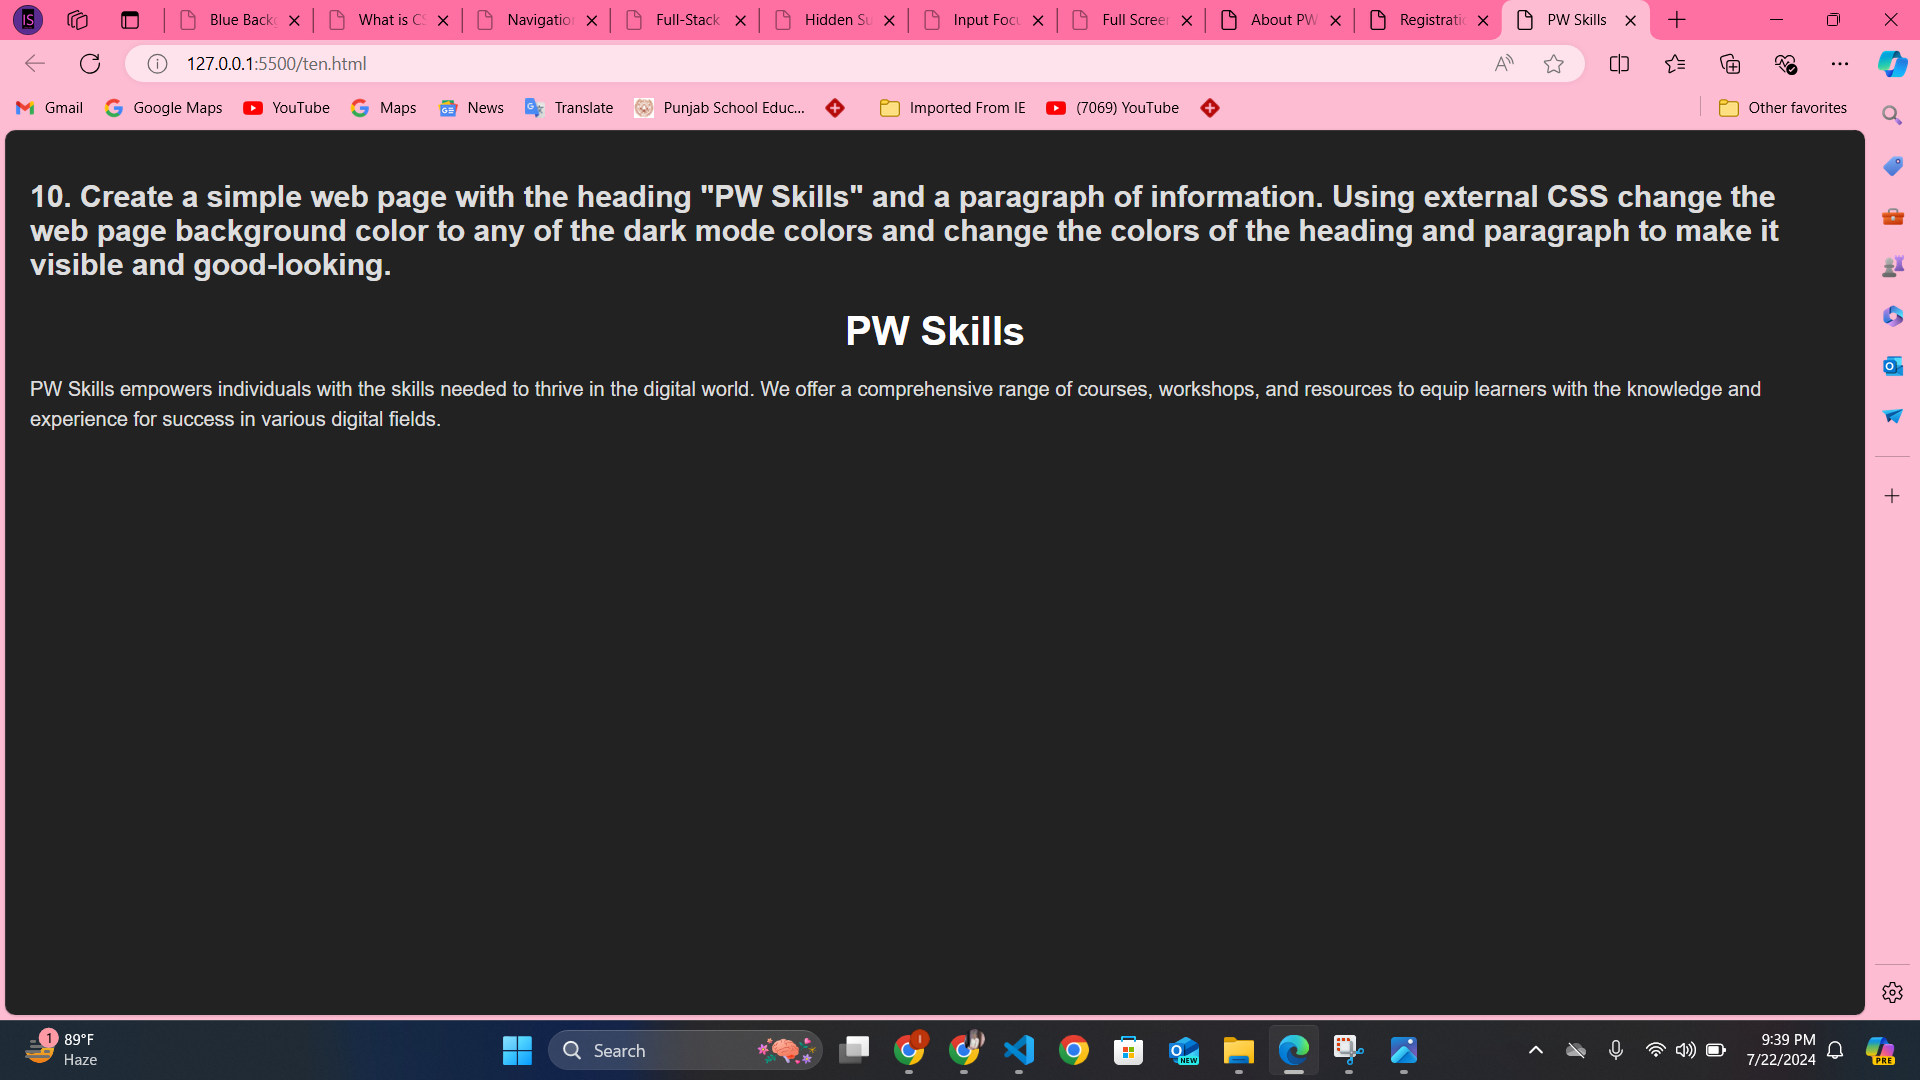 IS Blue Back What is CS Navigation Full-Stack Hidden Su Input Focu Full Screen About PW Registratic PW Skills
127.0.0.1:5500/ten.html
Gmail Google Maps YouTube Maps News Translate Punjab School Educ... Imported From IE (7069) YouTube Other favorites
10. Create a simple web page with the heading "PW Skills" and a paragraph of information. Using external CSS change the
web page background color to any of the dark mode colors and change the colors of the heading and paragraph to make it
visible and good-looking.
PW Skills
PW Skills empowers individuals with the skills needed to thrive in the digital world. We offer a comprehensive range of courses, workshops, and resources to equip learners with the knowledge and
experience for success in various digital fields.
1 89°F
Haze
Search
NEW
9:39 PM
7/22/2024
PRE